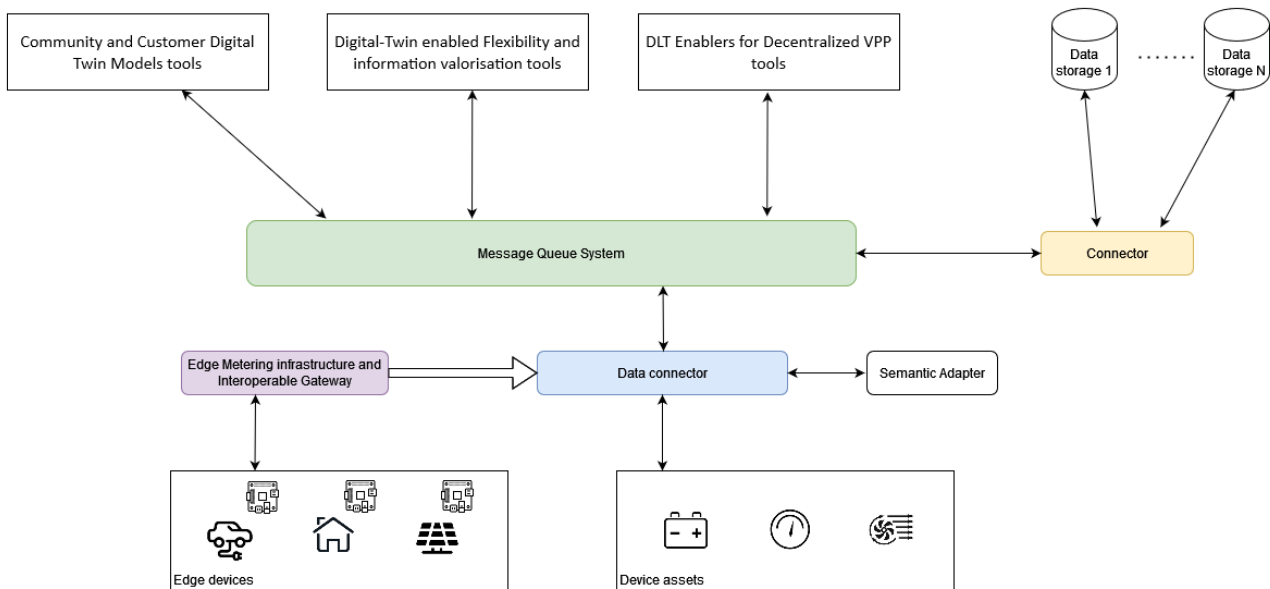 Community and Customer Digital
Twin Models tools
Digital-Twin enabled Flexibility and
information valorisation tools
DLT Enablers for Decentralized VPP
tools
Data
storage 1
.......
Data
storage N
Message Queue System
Connector
Edge Metering infrastructure and
Interoperable Gateway
Data connector
Semantic Adapter
Edge devices
Device assets